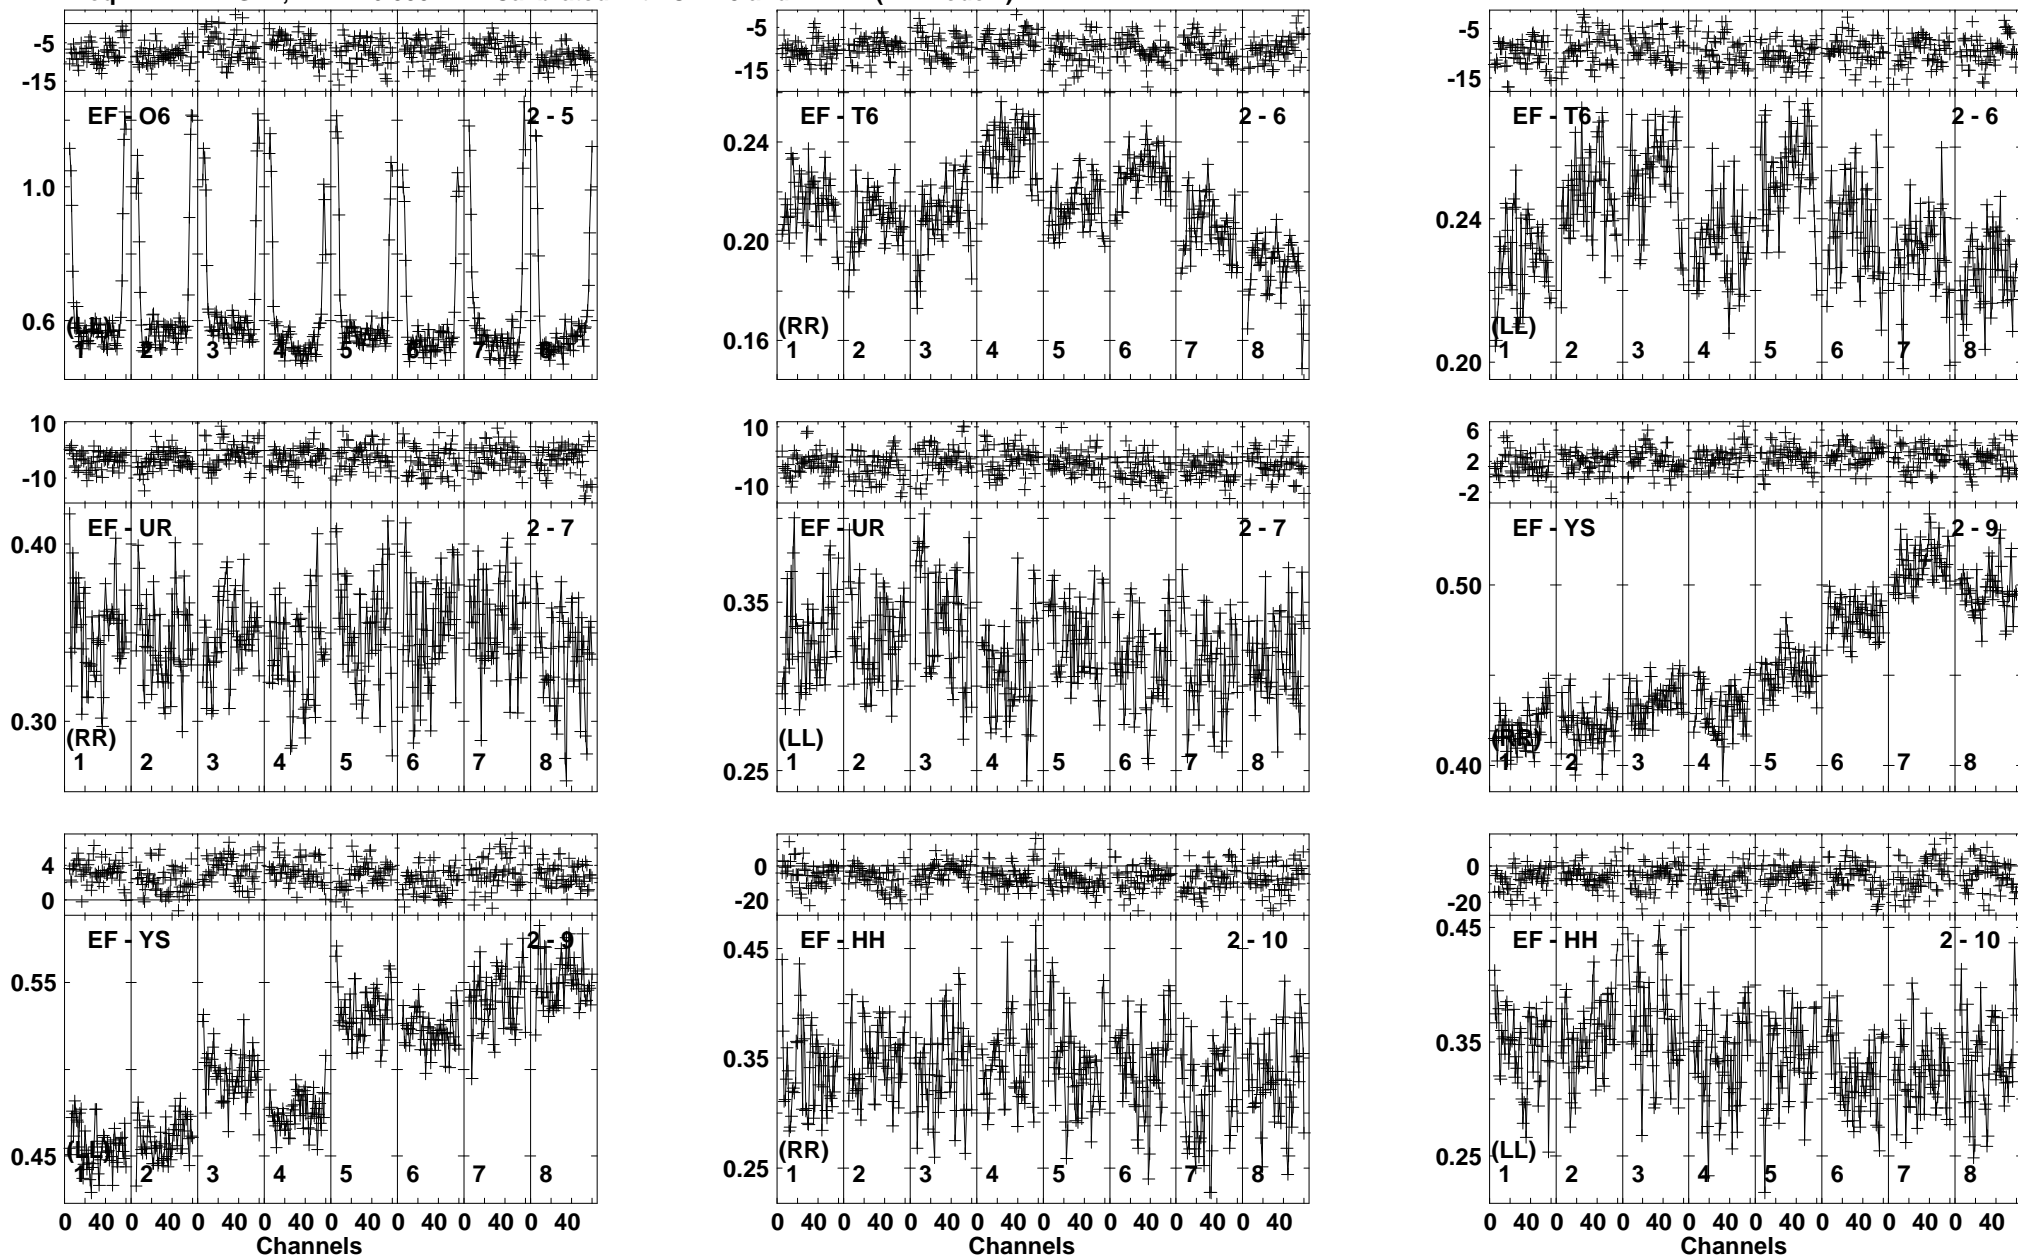 -5 -15 EF - O6 2 - 5 1.0 0.6 (LL) 1 2 3 4 5 6 7 8
-5 -15 EF - T6 2 - 6 0.24 0.20 0.16 (RR) 1 2 3 4 5 6 7 8
-5 -15 EF - T6 2 - 6 0.24 0.20 (LL) 1 2 3 4 5 6 7 8
10 -10 EF - UR 2 - 7 0.40 0.30 (RR) 1 2 3 4 5 6 7 8
10 -10 EF - UR 2 - 7 0.35 0.25 (LL) 1 2 3 4 5 6 7 8
6 2 -2 EF - YS 2 - 9 0.50 0.40 (RR) 1 2 3 4 5 6 7 8
4 0 EF - YS 2 - 9 0.55 0.45 (LL) 1 2 3 4 5 6 7 8
0 -20 EF - HH 2 - 10 0.45 0.35 0.25 (RR) 1 2 3 4 5 6 7 8
0 -20 EF - HH 2 - 10 0.45 0.35 0.25 (LL) 1 2 3 4 5 6 7 8
0 40 0 40 0 40 0 40 0 40 0 40 0 40 0 40
0 40 0 40 0 40 0 40 0 40 0 40 0 40 0 40
0 40 0 40 0 40 0 40 0 40 0 40 0 40 0 40
Channels
Channels
Channels